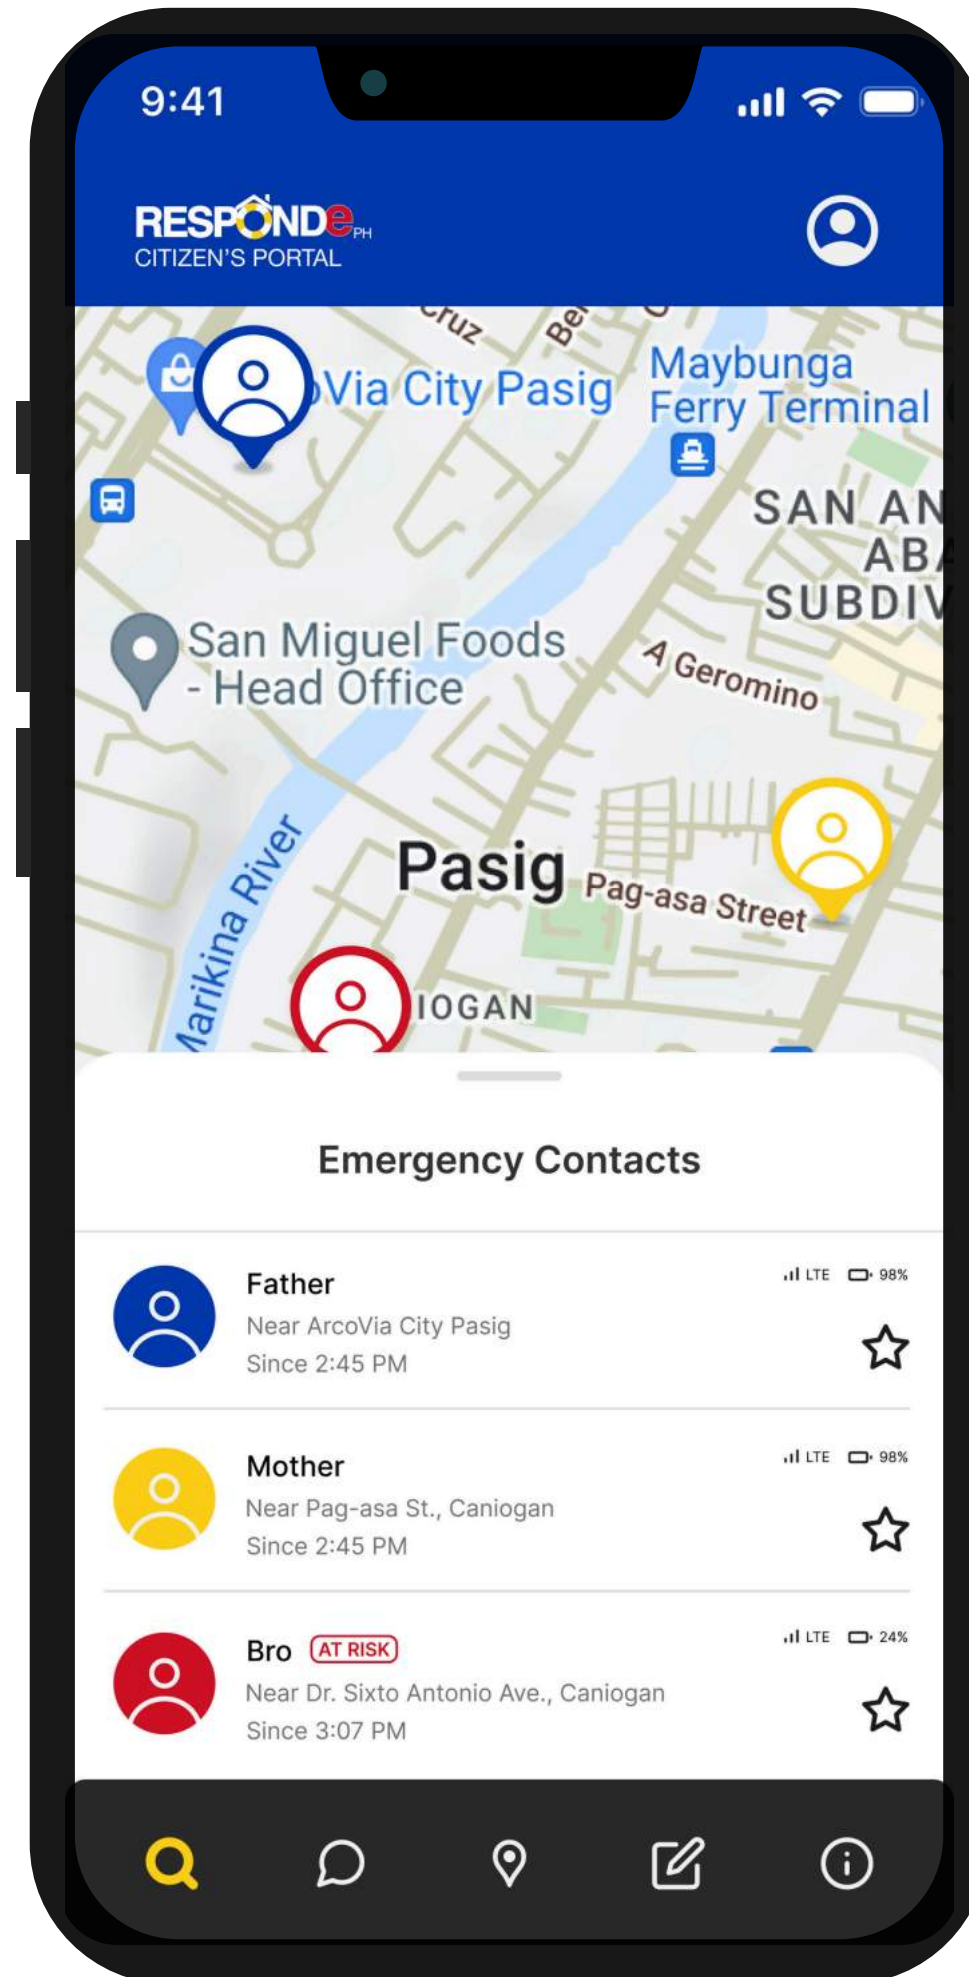 9:41
RESPONDe PH
CITIZEN'S PORTAL
Cruz
Via City Pasig
Maybunga
Ferry Terminal
SAN AN
ABA
SUBDIV
San Miguel Foods
- Head Office
A Geromino
Marikina River
Pasig
Pag-asa Street
IOGAN
Emergency Contacts
Father
LTE 98%
Near ArcoVia City Pasig
Since 2:45 PM
Mother
LTE 98%
Near Pag-asa St., Caniogan
Since 2:45 PM
Bro AT RISK
LTE 24%
Near Dr. Sixto Antonio Ave., Caniogan
Since 3:07 PM